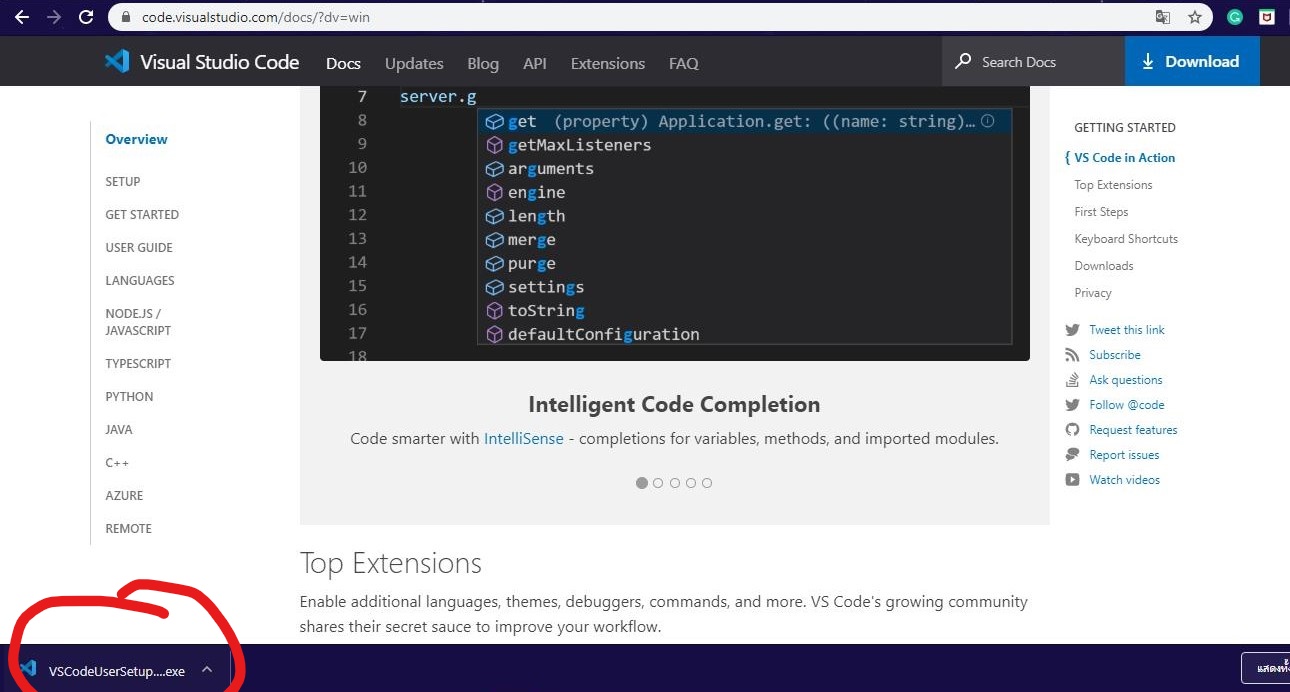 code.visualstudio.com/docs/?dv=win
Visual Studio Code
Docs
Updates
Blog
API
Extensions
FAQ
Search Docs
Download
Overview
SETUP
GET STARTED
USER GUIDE
LANGUAGES
NODE.JS /
JAVASCRIPT
TYPESCRIPT
PYTHON
JAVA
C++
AZURE
REMOTE
7 server.g
8 get (property) Application.get: ((name: string)…
9 getMaxListeners
10 arguments
11 engine
12 length
13 merge
14 purge
15 settings
16 toString
17 defaultConfiguration
18
Intelligent Code Completion
Code smarter with IntelliSense - completions for variables, methods, and imported modules.
Top Extensions
Enable additional languages, themes, debuggers, commands, and more. VS Code's growing community
shares their secret sauce to improve your workflow.
GETTING STARTED
{ VS Code in Action
Top Extensions
First Steps
Keyboard Shortcuts
Downloads
Privacy
Tweet this link
Subscribe
Ask questions
Follow @code
Request features
Report issues
Watch videos
VSCodeUserSetup....exe